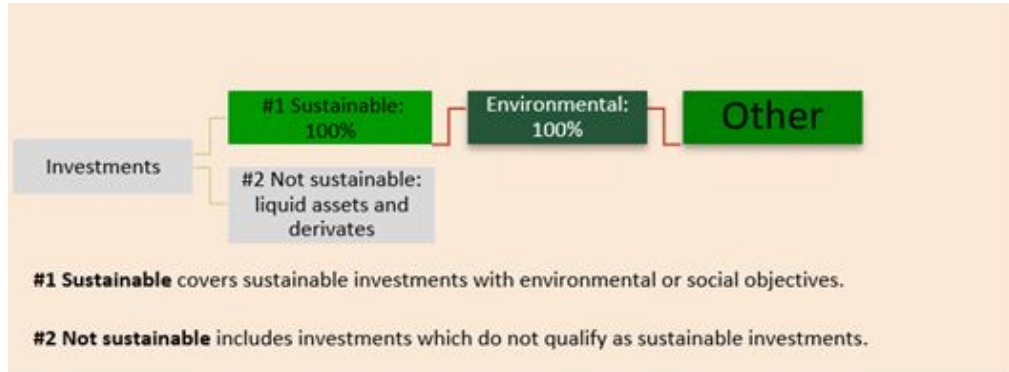 #1 Sustainable:
100%
Environmental:
100%
Other
Investments
#2 Not sustainable:
liquid assets and
derivates
#1 Sustainable covers sustainable investments with environmental or social objectives.
#2 Not sustainable includes investments which do not qualify as sustainable investments.